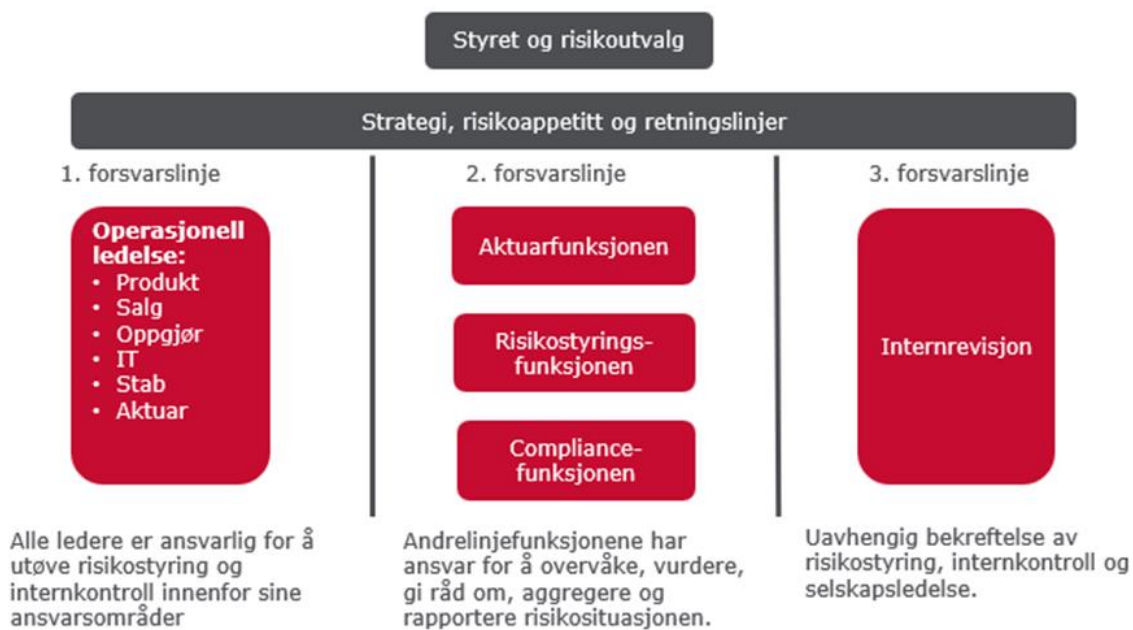 Styret og risikoutvalg
Strategi, risikoappetitt og retningslinjer
1. forsvarslinje
Operasjonell
ledelse:
• Produkt
• Salg
• Oppgjør
• IT
• Stab
• Aktuar
Alle ledere er ansvarlig for å
utøve risikostyring og
internkontroll innenfor sine
ansvarsområder
2. forsvarslinje
Aktuarfunksjonen
Risikostyrings-
funksjonen
Compliance-
funksjonen
Andrelinjefunksjonene har
ansvar for å overvåke, vurdere,
gi råd om, aggregere og
rapportere risikosituasjonen.
3. forsvarslinje
Internrevisjon
Uavhengig bekreftelse av
risikostyring, internkontroll og
selskapsledelse.